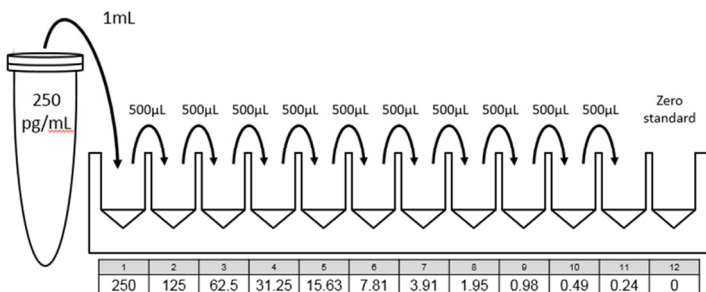 1mL
250
pg/mL
500µL 500µL 500µL 500µL 500µL 500µL 500µL 500µL 500µL 500µL
Zero
standard
1 2 3 4 5 6 7 8 9 10 11 12
250 125 62.5 31.25 15.63 7.81 3.91 1.95 0.98 0.49 0.24 0